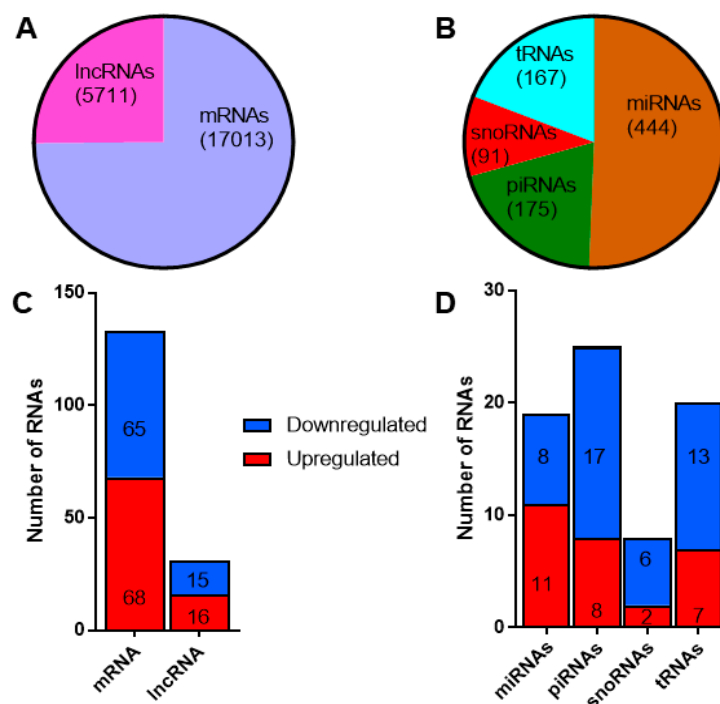 A
lncRNAs
(5711)
mRNAs
(17013)
B
tRNAs
(167)
miRNAs
(444)
snoRNAs
(91)
piRNAs
(175)
C
150
100
50
0
Number of RNAs
65
68
15
16
mRNA
lncRNA
Downregulated
Upregulated
D
30
20
10
0
Number of RNAs
8
11
17
8
6
2
13
7
miRNAs
piRNAs
snoRNAs
tRNAs